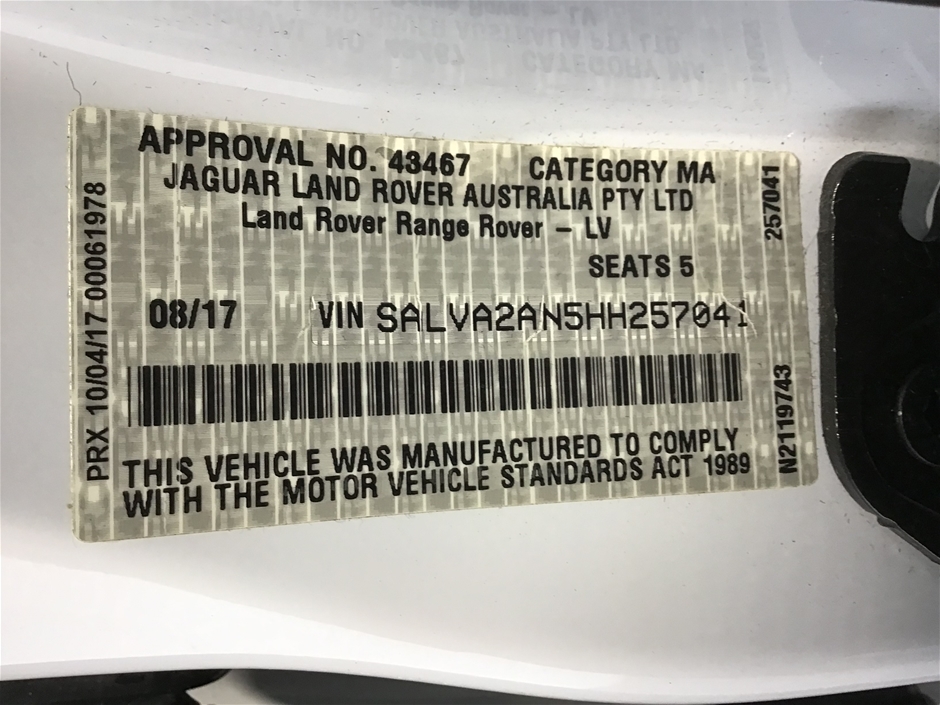 APPROVAL NO. 43467 CATEGORY MA
JAGUAR LAND ROVER AUSTRALIA PTY LTD
Land Rover Range Rover – LV
SEATS 5
08/17 VIN SALVA2AN5HH257041
THIS VEHICLE WAS MANUFACTURED TO COMPLY
WITH THE MOTOR VEHICLE STANDARDS ACT 1989
PRX 10/04/17 00061978
257041
N2119743